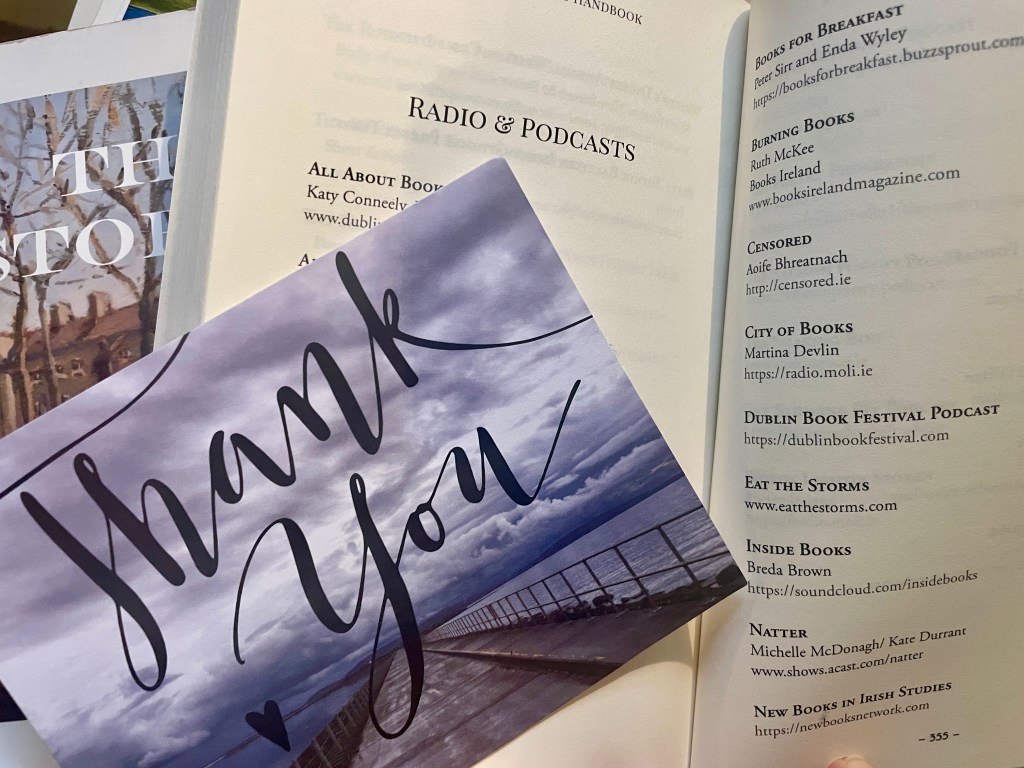 HANDBOOK
RADIO & PODCASTS
ALL ABOUT BOOK
Katy Conneely,
www.dubli
TH
STO
Thank
you
BOOKS FOR BREAKFAST
Peter Sirr and Enda Wyley
https://booksforbreakfast.buzzsprout.com
BURNING BOOKS
Ruth McKee
Books Ireland
www.booksirelandmagazine.com
CENSORED
Aoife Bhreatnach
http://censored.ie
CITY OF BOOKS
Martina Devlin
https://radio.moli.ie
DUBLIN BOOK FESTIVAL PODCAST
https://dublinbookfestival.com
EAT THE STORMS
www.eatthestorms.com
INSIDE BOOKS
Breda Brown
https://soundcloud.com/insidebooks
NATTER
Michelle McDonagh/ Kate Durrant
www.shows.acast.com/natter
NEW BOOKS IN IRISH STUDIES
https://newbooksnetwork.com
– 355 –